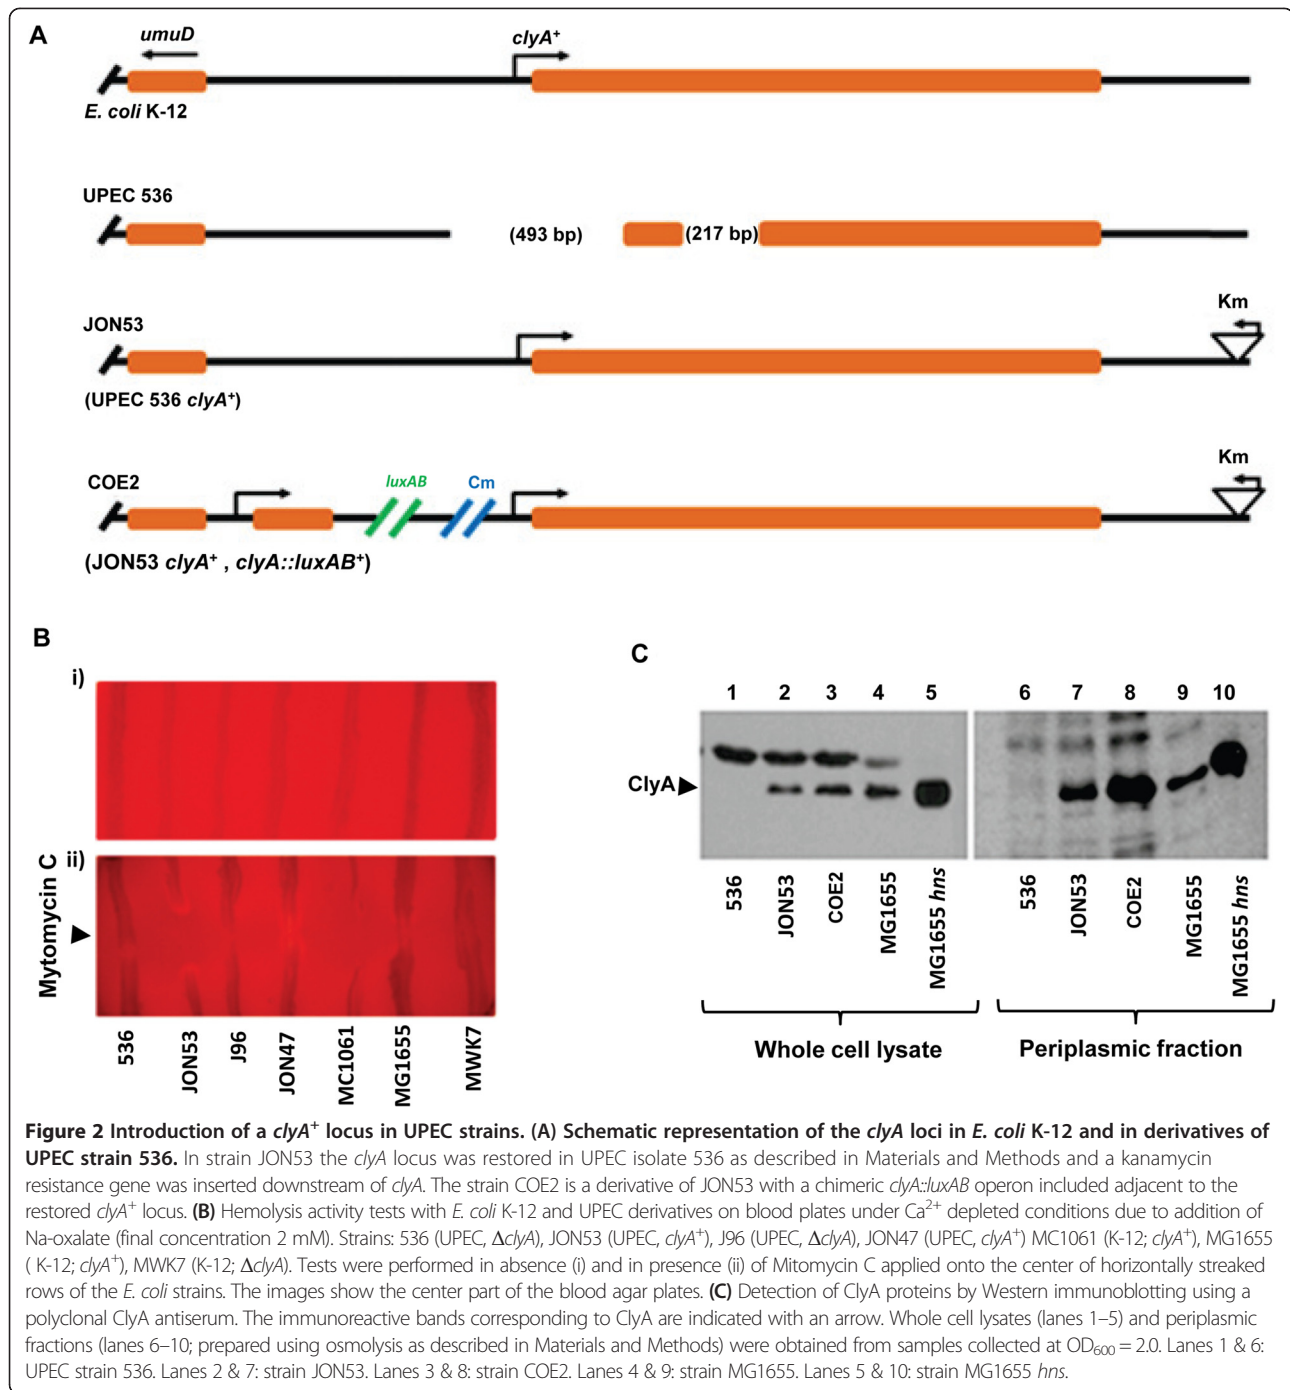 A
umuD
clyA+
E. coli K-12
UPEC 536
(493 bp)
(217 bp)
JON53
Km
(UPEC 536 clyA+)
COE2
luxAB
Cm
Km
(JON53 clyA+ , clyA::luxAB+)
B
i)
ii)
Mytomycin C
536
JON53
J96
JON47
MC1061
MG1655
MWK7
C
1 2 3 4 5 6 7 8 9 10
ClyA
536
JON53
COE2
MG1655
MG1655 hns
536
JON53
COE2
MG1655
MG1655 hns
Whole cell lysate
Periplasmic fraction
Figure 2 Introduction of a clyA+ locus in UPEC strains. (A) Schematic representation of the clyA loci in E. coli K-12 and in derivatives of
UPEC strain 536. In strain JON53 the clyA locus was restored in UPEC isolate 536 as described in Materials and Methods and a kanamycin
resistance gene was inserted downstream of clyA. The strain COE2 is a derivative of JON53 with a chimeric clyA::luxAB operon included adjacent to the
restored clyA+ locus. (B) Hemolysis activity tests with E. coli K-12 and UPEC derivatives on blood plates under Ca2+ depleted conditions due to addition of
Na-oxalate (final concentration 2 mM). Strains: 536 (UPEC, ΔclyA), JON53 (UPEC, clyA+), J96 (UPEC, ΔclyA), JON47 (UPEC, clyA+) MC1061 (K-12; clyA+), MG1655
( K-12; clyA+), MWK7 (K-12; ΔclyA). Tests were performed in absence (i) and in presence (ii) of Mitomycin C applied onto the center of horizontally streaked
rows of the E. coli strains. The images show the center part of the blood agar plates. (C) Detection of ClyA proteins by Western immunoblotting using a
polyclonal ClyA antiserum. The immunoreactive bands corresponding to ClyA are indicated with an arrow. Whole cell lysates (lanes 1–5) and periplasmic
fractions (lanes 6–10; prepared using osmolysis as described in Materials and Methods) were obtained from samples collected at OD600 = 2.0. Lanes 1 & 6:
UPEC strain 536. Lanes 2 & 7: strain JON53. Lanes 3 & 8: strain COE2. Lanes 4 & 9: strain MG1655. Lanes 5 & 10: strain MG1655 hns.